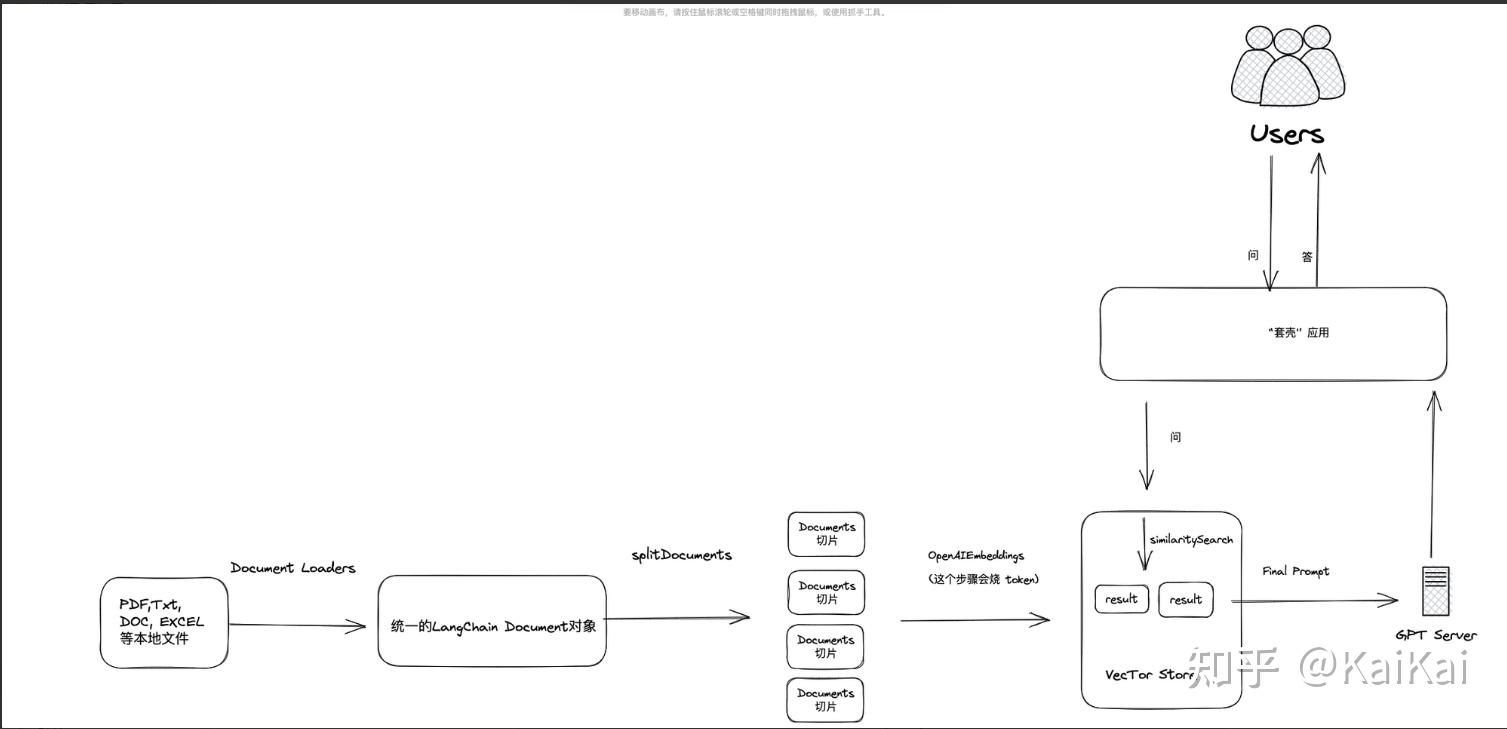 要移动画布，请按住鼠标滚轮或空格键同时拖拽鼠标，或使用抓手工具。
Users
问
答
“套壳” 应用
问
Document Loaders
PDF,Txt,
DOC, EXCEL
等本地文件
统一的LangChain Document对象
splitDocuments
Documents
切片
Documents
切片
Documents
切片
Documents
切片
OpenAIEmbeddings
(这个步骤会烧 token)
similaritySearch
result
result
VecTor Store
Final Prompt
GPT Server
知乎 @KaiKai